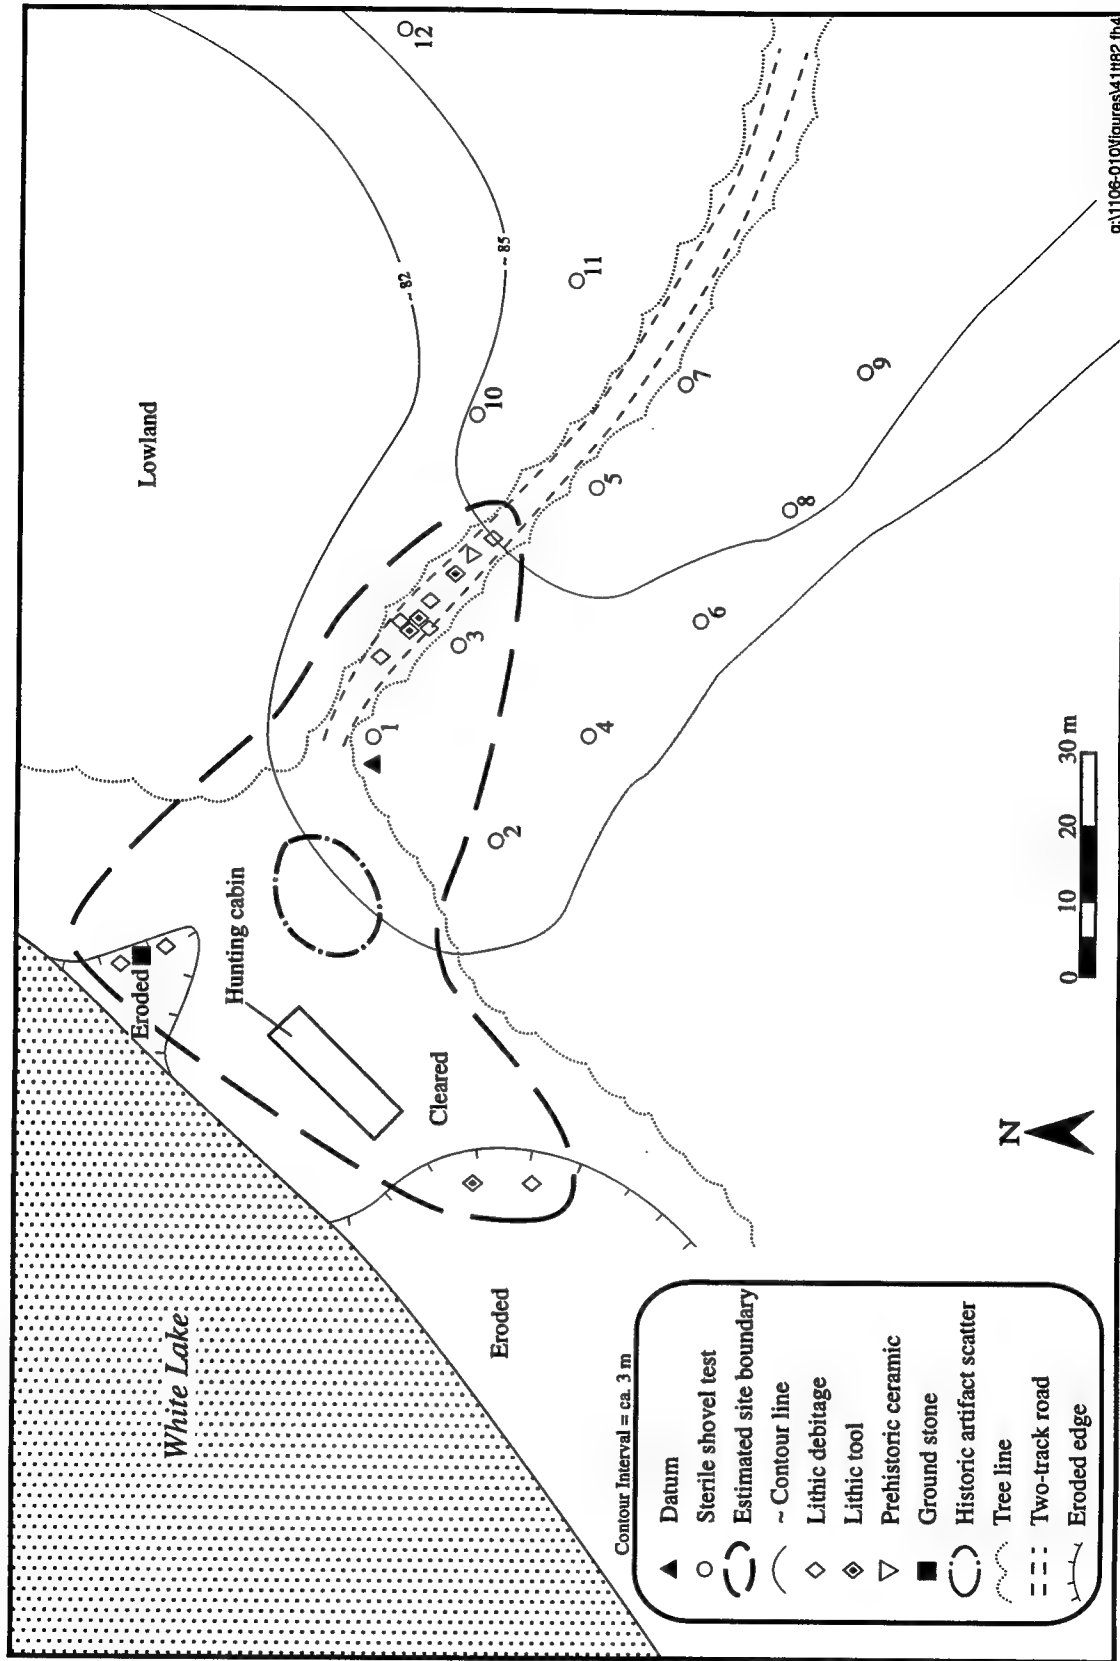 White Lake
Eroded
Hunting cabin
Lowland
Eroded
Cleared
~ 82
~ 85
1
2
3
4
5
6
7
8
9
10
11
12
N
0 10 20 30 m
Contour Interval = ca. 3 m
Datum
Sterile shovel test
Estimated site boundary
~ Contour line
Lithic debitage
Lithic tool
Prehistoric ceramic
Ground stone
Historic artifact scatter
Tree line
Two-track road
Eroded edge